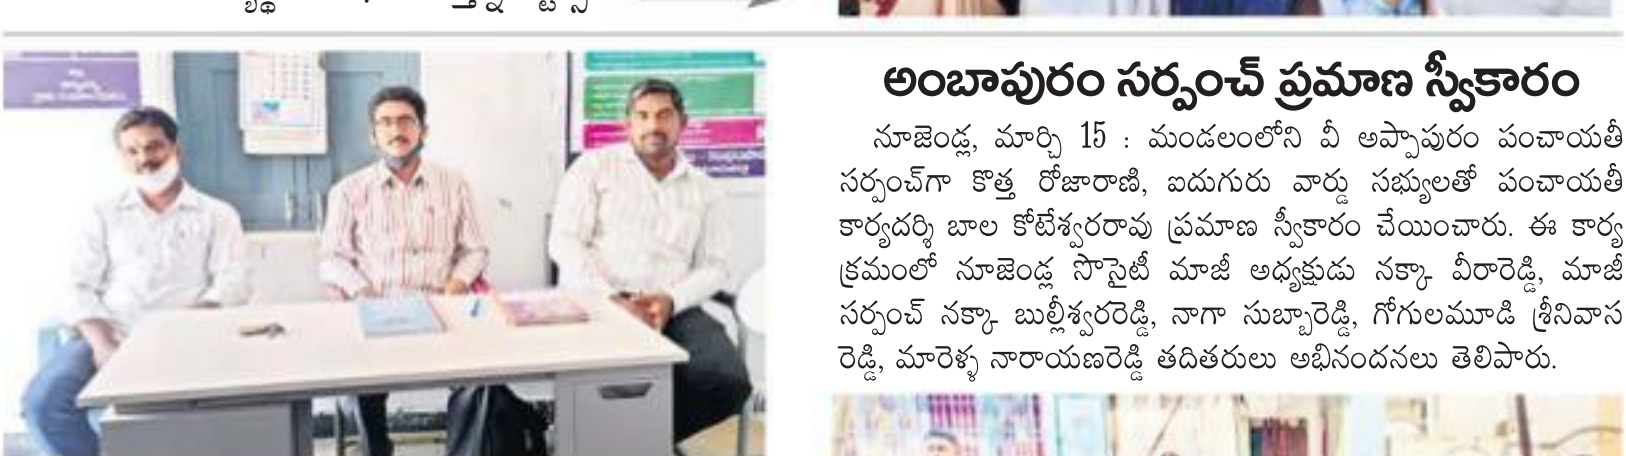 అంబాపురం సర్పంచ్ ప్రమాణ స్వీకారం
నూజెండ్ల, మార్చి 15 : మండలంలోని వీ అప్పాపురం పంచాయతీ
సర్పంచ్‌గా కొత్త రోజారాణి, ఐదుగురు వార్డు సభ్యులతో పంచాయతీ
కార్యదర్శి బాల కోటేశ్వరరావు ప్రమాణ స్వీకారం చేయించారు. ఈ కార్య
క్రమంలో నూజెండ్ల సొసైటీ మాజీ అధ్యక్షుడు నక్కా వీరారెడ్డి, మాజీ
సర్పంచ్ నక్కా బుల్లీశ్వరరెడ్డి, నాగా సుబ్బారెడ్డి, గోగులమూడి శ్రీనివాస
రెడ్డి, మారెళ్ళ నారాయణరెడ్డి తదితరులు అభినందనలు తెలిపారు.